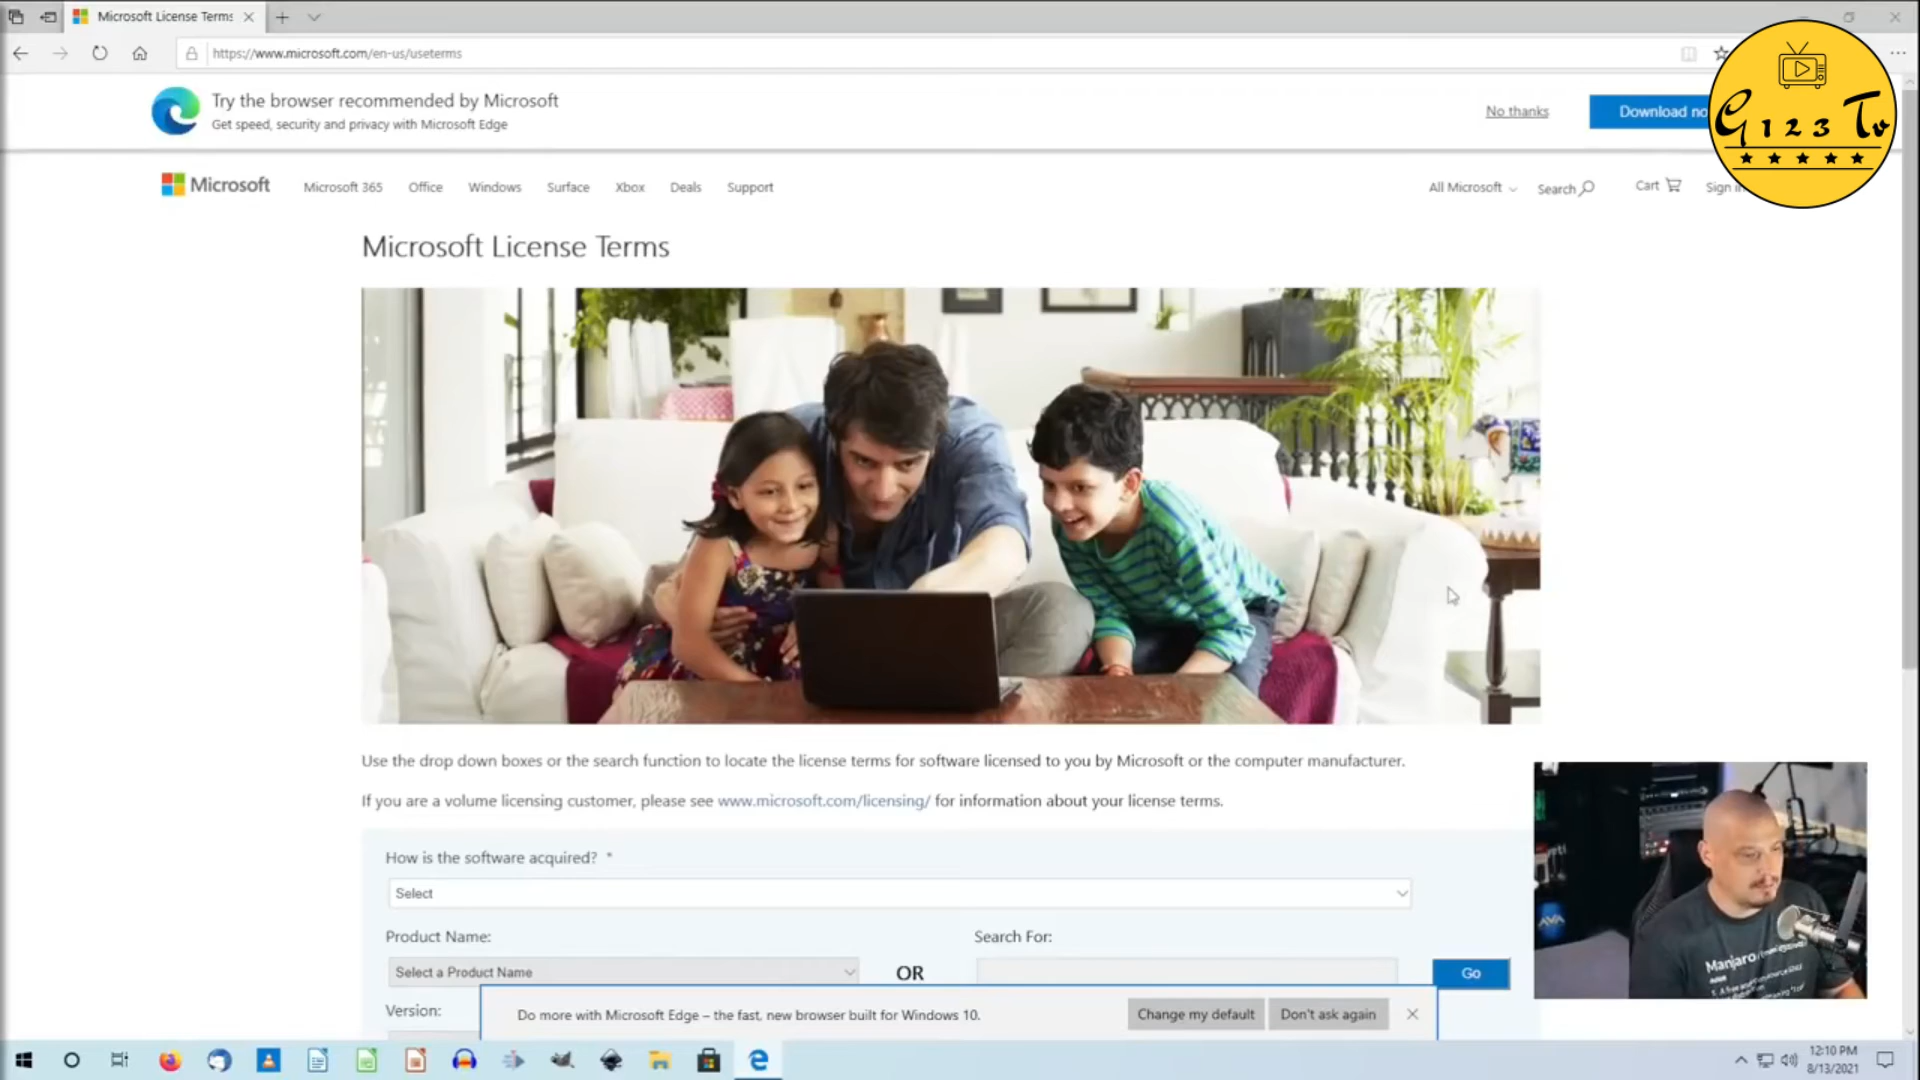 Microsoft License Terms
https://www.microsoft.com/en-us/useterms
Try the browser recommended by Microsoft
Get speed, security and privacy with Microsoft Edge
No thanks
Download no
G123 Tv
Microsoft
Microsoft 365
Office
Windows
Surface
Xbox
Deals
Support
All Microsoft
Search
Cart
Sign in
Microsoft License Terms
Use the drop down boxes or the search function to locate the license terms for software licensed to you by Microsoft or the computer manufacturer.
If you are a volume licensing customer, please see www.microsoft.com/licensing/ for information about your license terms.
How is the software acquired? *
Select
Product Name:
Search For:
Select a Product Name
OR
Go
Version:
Do more with Microsoft Edge – the fast, new browser built for Windows 10.
Change my default
Don't ask again
AVA
Manjaro
12:10 PM
8/13/2021